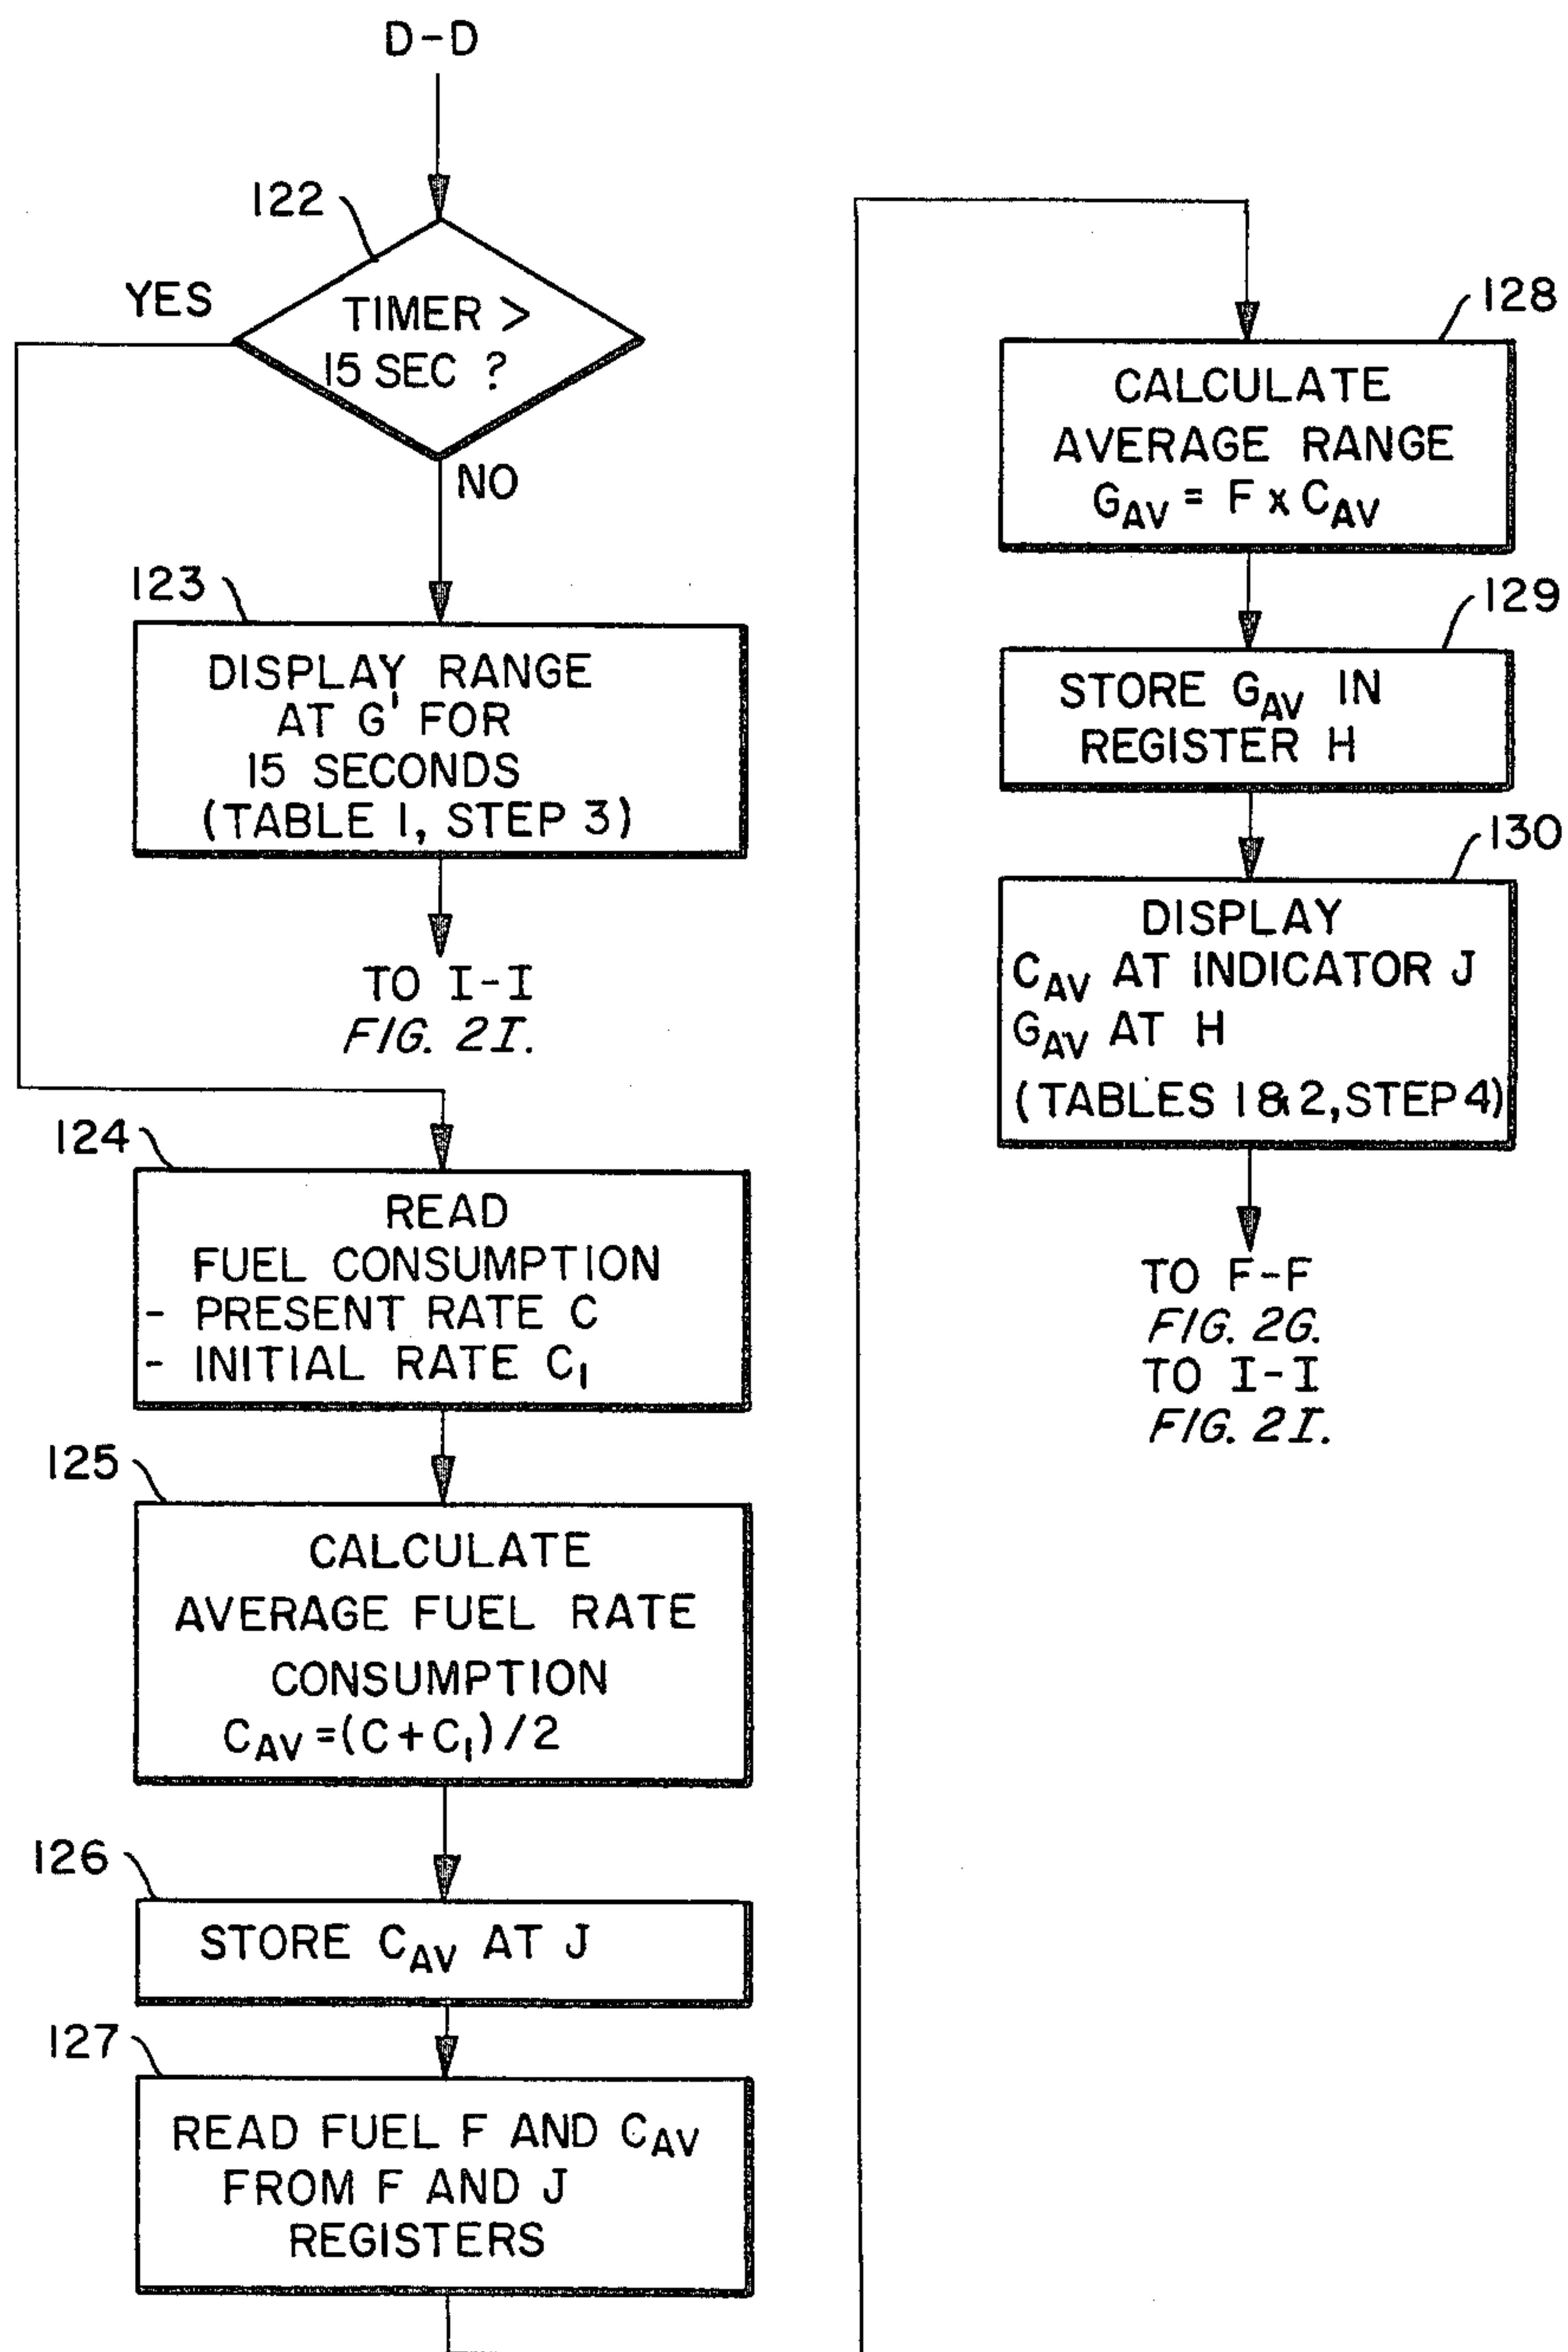 D-D
122
YES
TIMER >
15 SEC ?
NO
123
DISPLAY RANGE
AT G' FOR
15 SECONDS
(TABLE 1, STEP 3)
TO I-I
FIG. 2I.
124
READ
FUEL CONSUMPTION
- PRESENT RATE C
- INITIAL RATE C1
125
CALCULATE
AVERAGE FUEL RATE
CONSUMPTION
CAV=(C+C1)/2
126
STORE CAV AT J
127
READ FUEL F AND CAV
FROM F AND J
REGISTERS
128
CALCULATE
AVERAGE RANGE
GAV = F x CAV
129
STORE GAV IN
REGISTER H
130
DISPLAY
CAV AT INDICATOR J
GAV AT H
(TABLES 1 & 2, STEP 4)
TO F-F
FIG. 2G.
TO I-I
FIG. 2I.